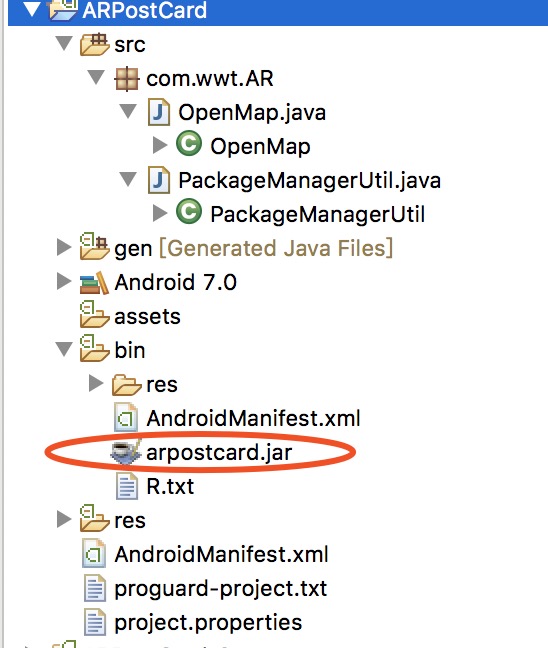 ARPostCard
src
com.wwt.AR
OpenMap.java
OpenMap
PackageManagerUtil.java
PackageManagerUtil
gen [Generated Java Files]
Android 7.0
assets
bin
res
AndroidManifest.xml
arpostcard.jar
R.txt
res
AndroidManifest.xml
proguard-project.txt
project.properties